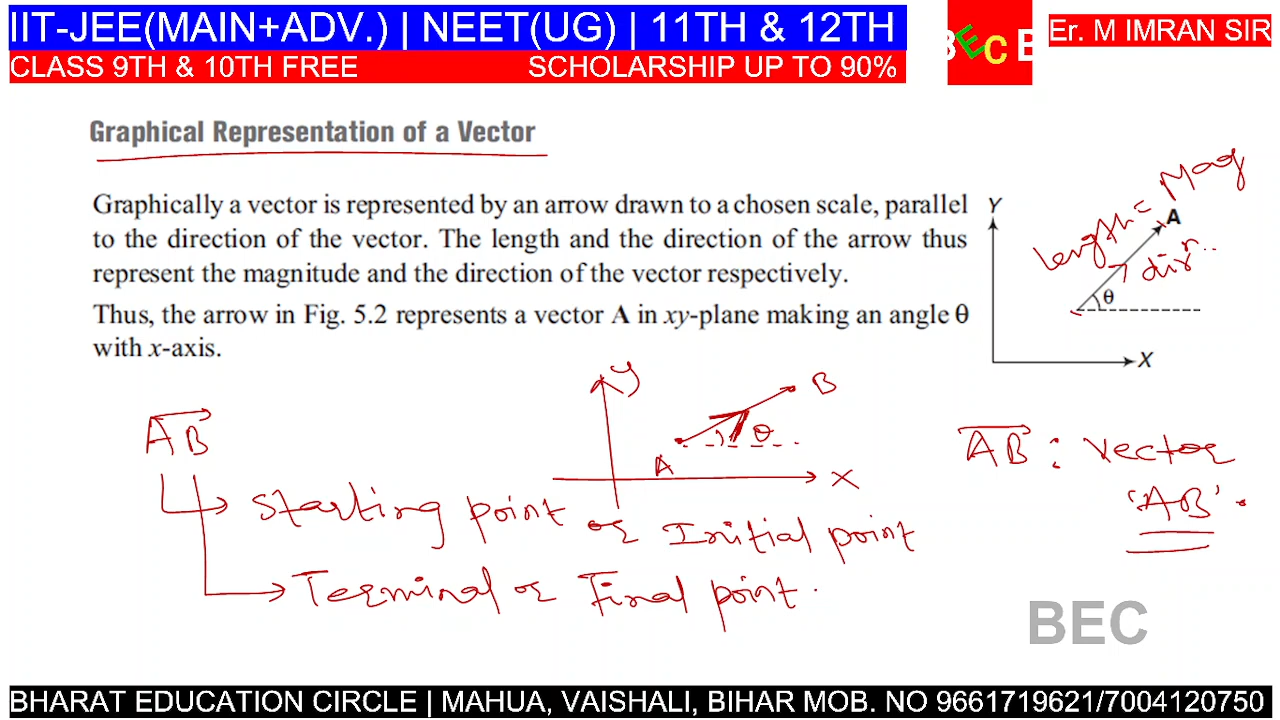 IIT-JEE(MAIN+ADV.) | NEET(UG) | 11TH & 12TH
CLASS 9TH & 10TH FREE SCHOLARSHIP UP TO 90%
BEC B
Er. M IMRAN SIR
Graphical Representation of a Vector
Graphically a vector is represented by an arrow drawn to a chosen scale, parallel
to the direction of the vector. The length and the direction of the arrow thus
represent the magnitude and the direction of the vector respectively.
Thus, the arrow in Fig. 5.2 represents a vector A in xy-plane making an angle θ
with x-axis.
Y
length = Mag
A
dirn..
θ
X
AB
Y
B
θ
A
X
Starting point or Initial point
Terminal or Final point.
AB : Vector
'AB'.
BEC
BHARAT EDUCATION CIRCLE | MAHUA, VAISHALI, BIHAR MOB. NO 9661719621/7004120750